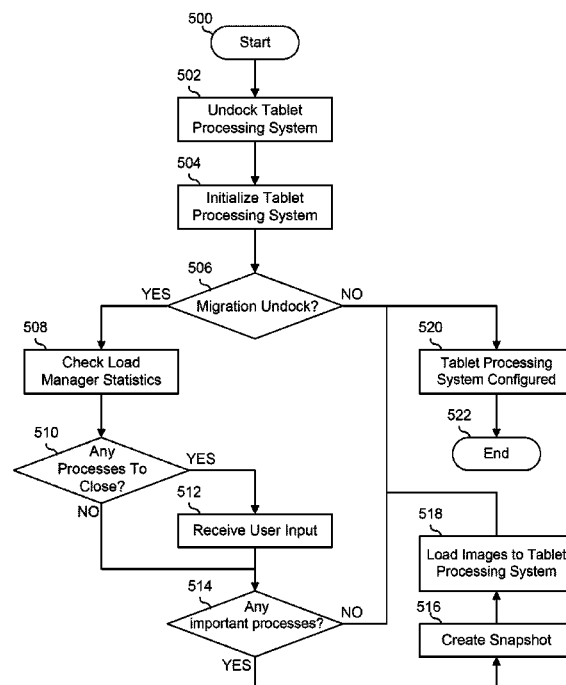 500
Start
502
Undock Tablet
Processing System
504
Initialize Tablet
Processing System
506
YES
Migration Undock?
NO
508
Check Load
Manager Statistics
520
Tablet Processing
System Configured
522
End
510
Any
Processes To
Close?
YES
NO
512
Receive User Input
518
Load Images to Tablet
Processing System
514
Any
important processes?
NO
YES
516
Create Snapshot